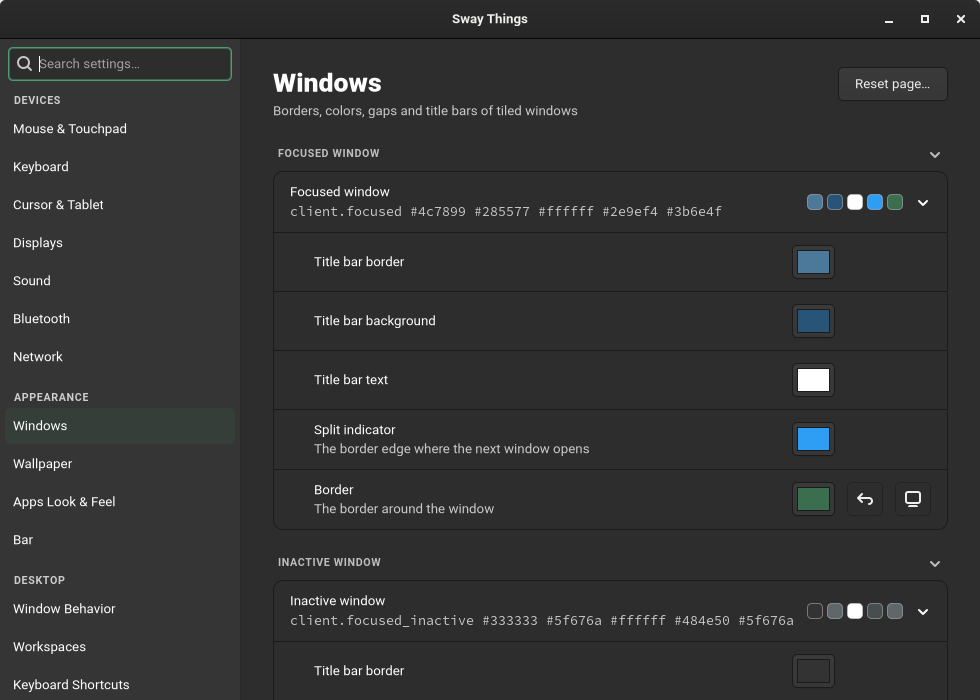 Sway Things
Search settings...
DEVICES
Mouse & Touchpad
Keyboard
Cursor & Tablet
Displays
Sound
Bluetooth
Network
APPEARANCE
Windows
Wallpaper
Apps Look & Feel
Bar
DESKTOP
Window Behavior
Workspaces
Keyboard Shortcuts
Windows
Borders, colors, gaps and title bars of tiled windows
Reset page...
FOCUSED WINDOW
Focused window
client.focused #4c7899 #285577 #ffffff #2e9ef4 #3b6e4f
Title bar border
Title bar background
Title bar text
Split indicator
The border edge where the next window opens
Border
The border around the window
INACTIVE WINDOW
Inactive window
client.focused_inactive #333333 #5f676a #ffffff #484e50 #5f676a
Title bar border